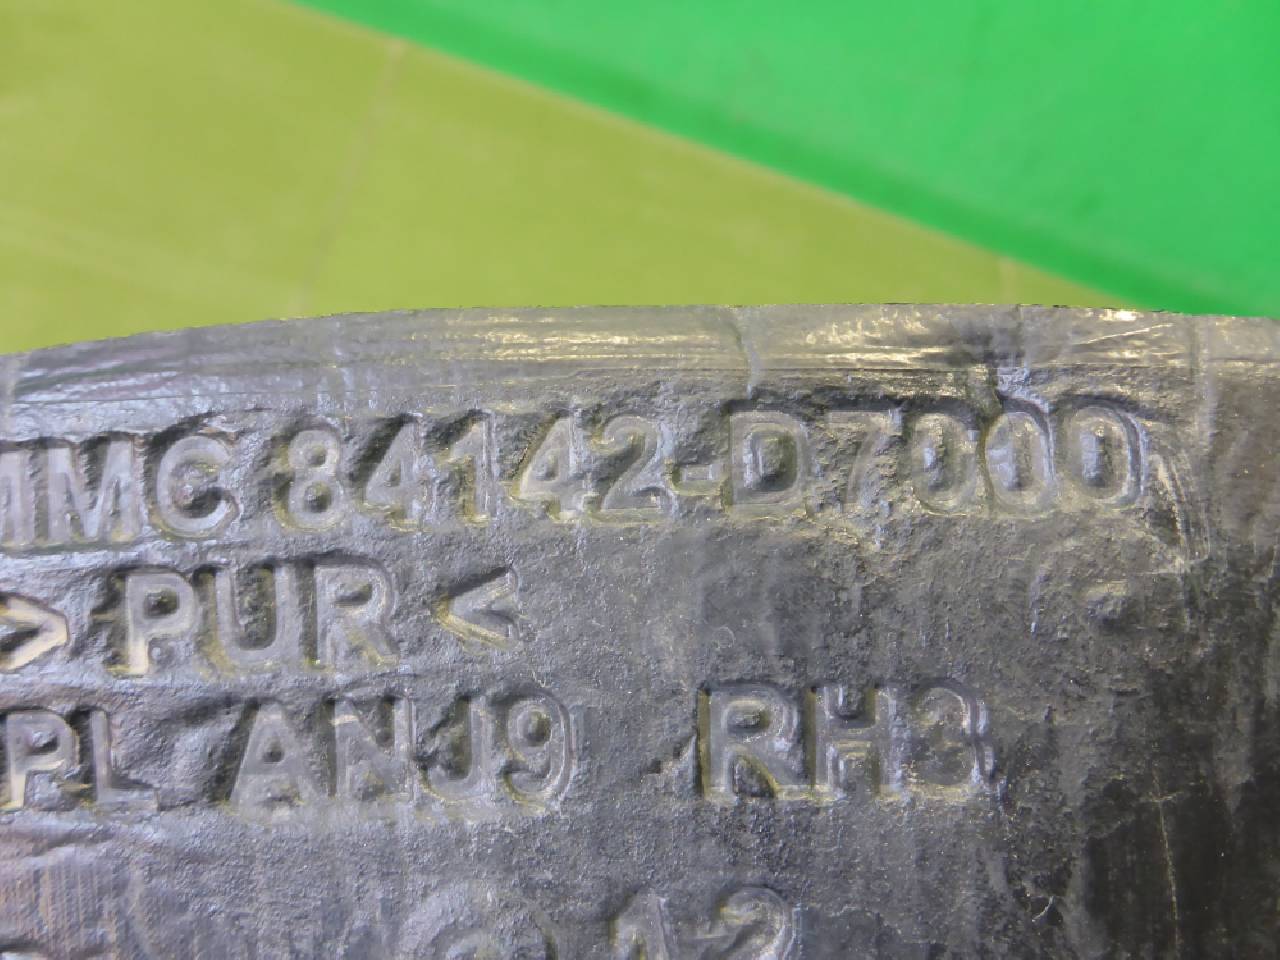 MMC 84142-D7000
>PUR<
PL ANJ9 RH3